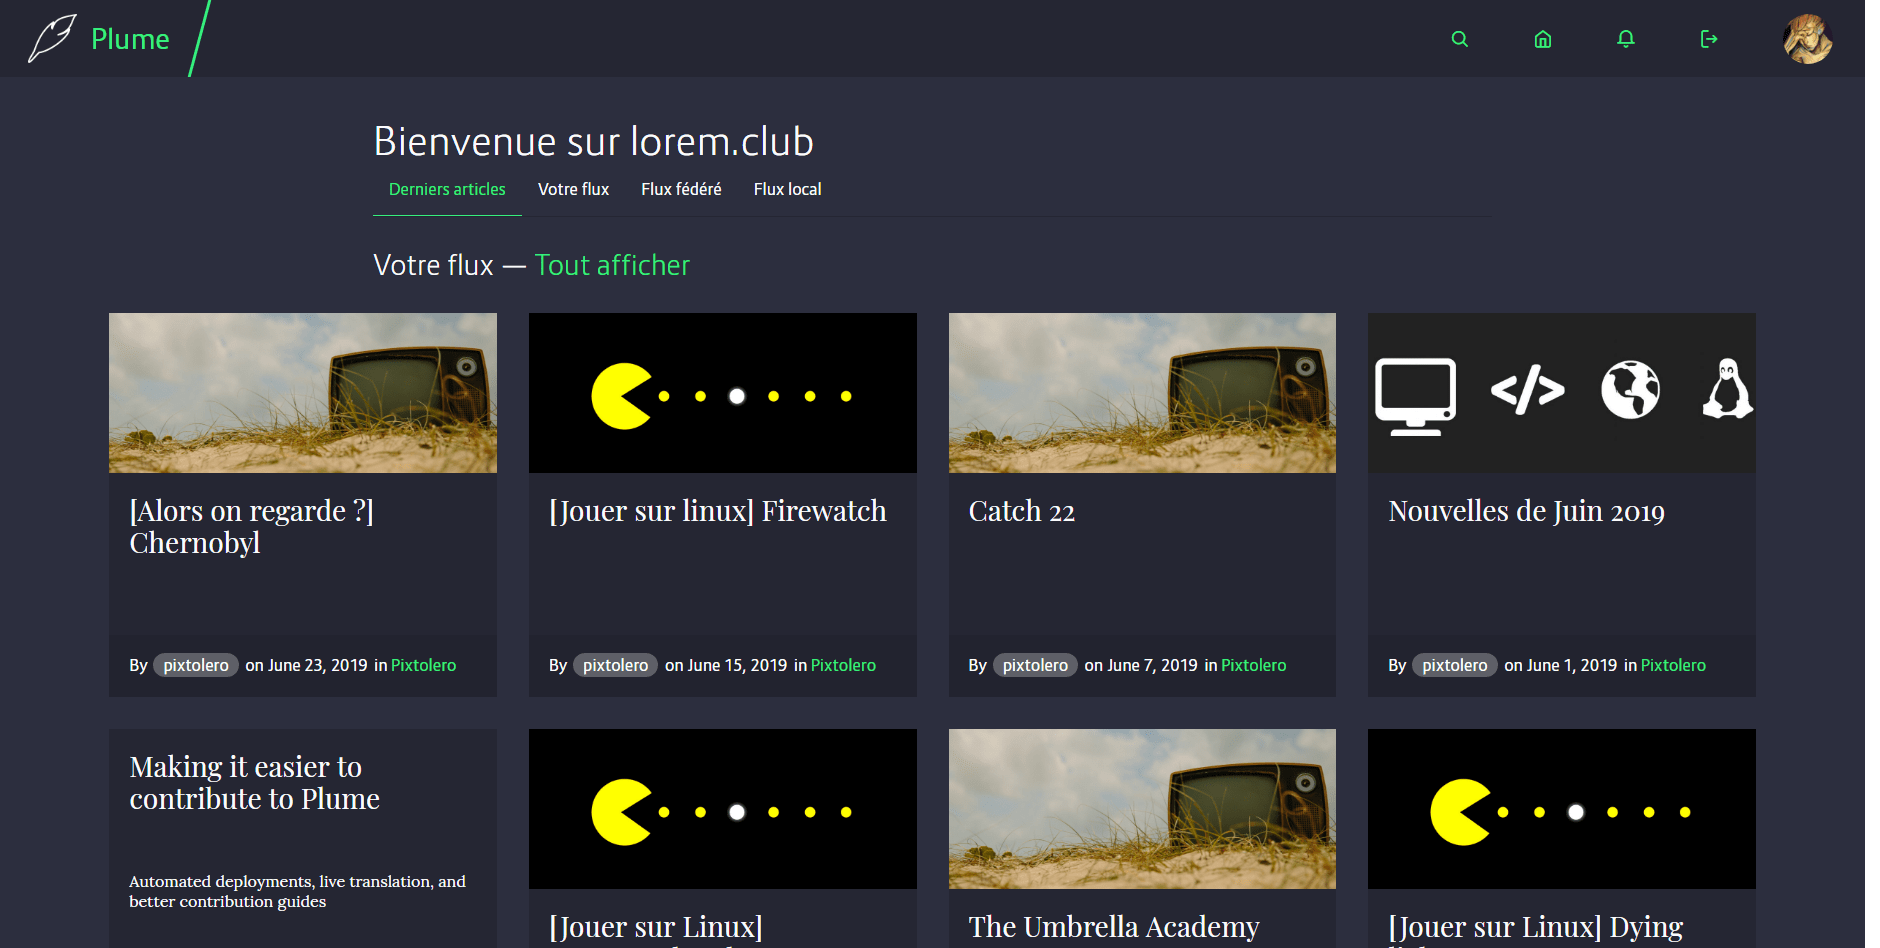 Plume
Bienvenue sur lorem.club
Derniers articles Votre flux Flux fédéré Flux local
Votre flux — Tout afficher
[Alors on regarde ?]
Chernobyl
By pixtolero on June 23, 2019 in Pixtolero
[Jouer sur linux] Firewatch
By pixtolero on June 15, 2019 in Pixtolero
Catch 22
By pixtolero on June 7, 2019 in Pixtolero
Nouvelles de Juin 2019
By pixtolero on June 1, 2019 in Pixtolero
Making it easier to
contribute to Plume
Automated deployments, live translation, and
better contribution guides
[Jouer sur Linux]
The Umbrella Academy
[Jouer sur Linux] Dying